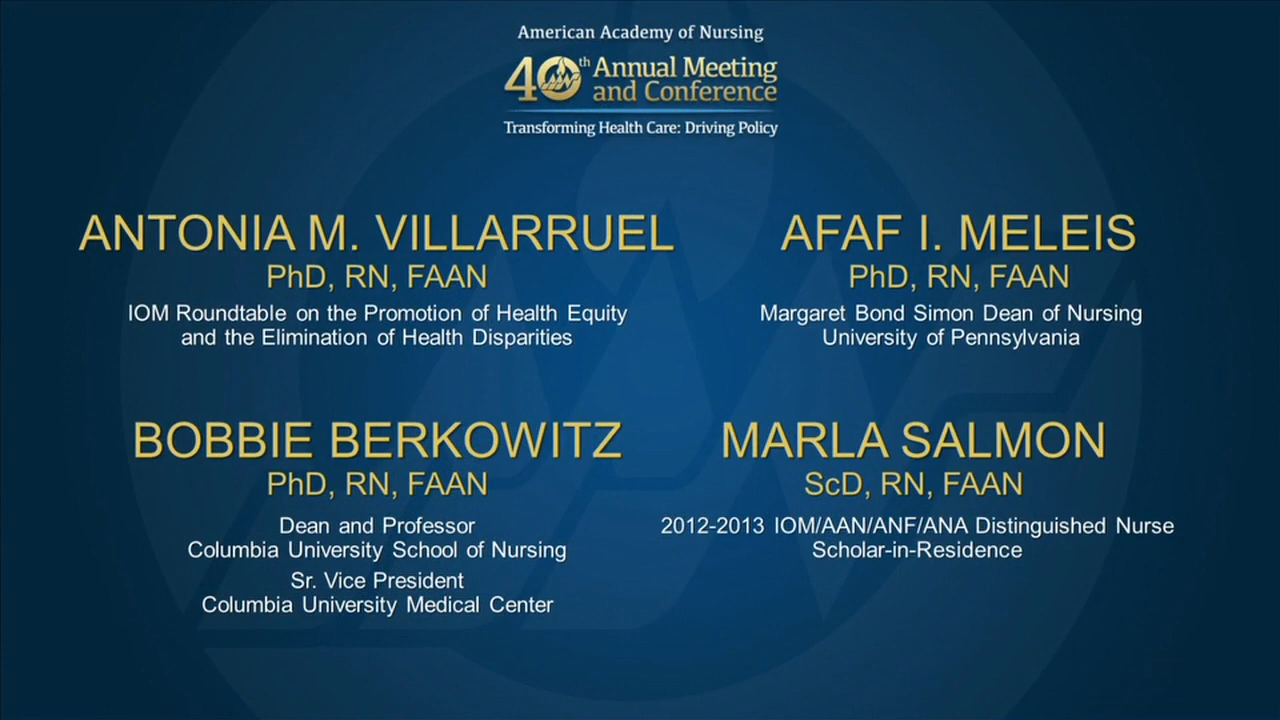 American Academy of Nursing
40th Annual Meeting
and Conference
Transforming Health Care: Driving Policy
ANTONIA M. VILLARRUEL
PhD, RN, FAAN
IOM Roundtable on the Promotion of Health Equity
and the Elimination of Health Disparities
AFAF I. MELEIS
PhD, RN, FAAN
Margaret Bond Simon Dean of Nursing
University of Pennsylvania
BOBBIE BERKOWITZ
PhD, RN, FAAN
Dean and Professor
Columbia University School of Nursing
Sr. Vice President
Columbia University Medical Center
MARLA SALMON
ScD, RN, FAAN
2012-2013 IOM/AAN/ANF/ANA Distinguished Nurse
Scholar-in-Residence